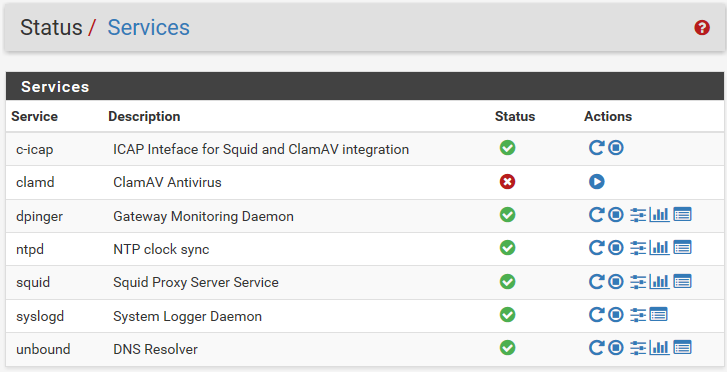 Status / Services
Services
Service Description Status Actions
c-icap ICAP Inteface for Squid and ClamAV integration
clamd ClamAV Antivirus
dpinger Gateway Monitoring Daemon
ntpd NTP clock sync
squid Squid Proxy Server Service
syslogd System Logger Daemon
unbound DNS Resolver